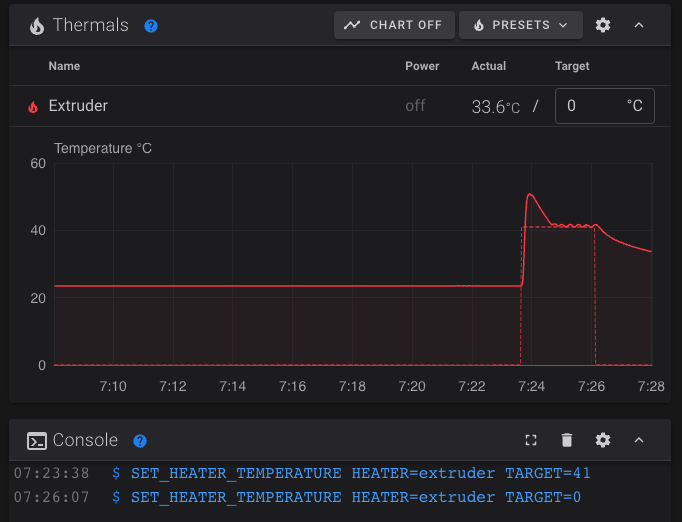 Thermals ? CHART OFF PRESETS
Name Power Actual Target
Extruder off 33.6°C / 0 °C
Temperature °C
60
40
20
0
7:10 7:12 7:14 7:16 7:18 7:20 7:22 7:24 7:26 7:28
Console ?
07:23:38 $ SET_HEATER_TEMPERATURE HEATER=extruder TARGET=41
07:26:07 $ SET_HEATER_TEMPERATURE HEATER=extruder TARGET=0